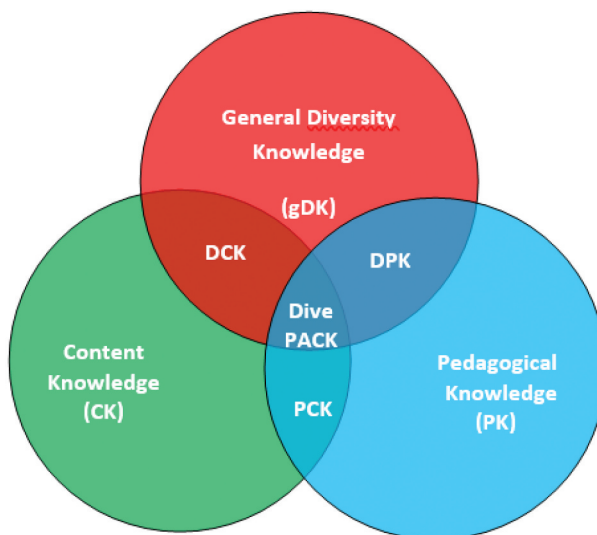 General Diversity
Knowledge
(gDK)
DCK
DPK
Dive
PACK
Content
Knowledge
(CK)
Pedagogical
Knowledge
(PK)
PCK